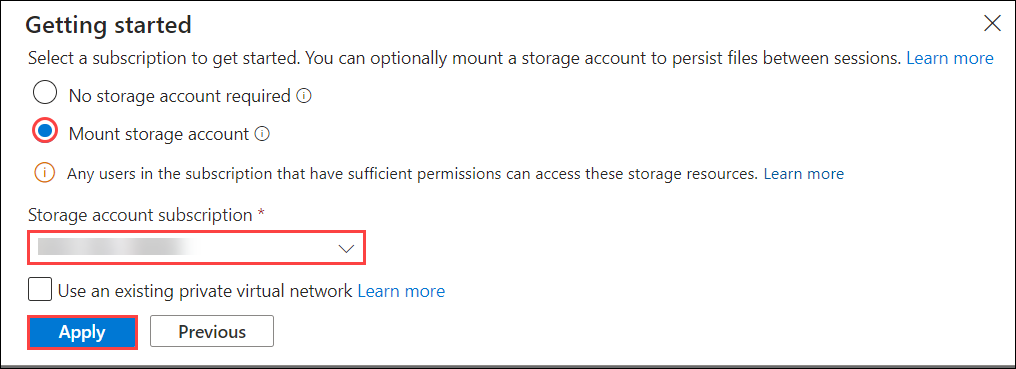 Getting started
Select a subscription to get started. You can optionally mount a storage account to persist files between sessions. Learn more
No storage account required
Mount storage account
Any users in the subscription that have sufficient permissions can access these storage resources. Learn more
Storage account subscription *
Use an existing private virtual network Learn more
Apply Previous